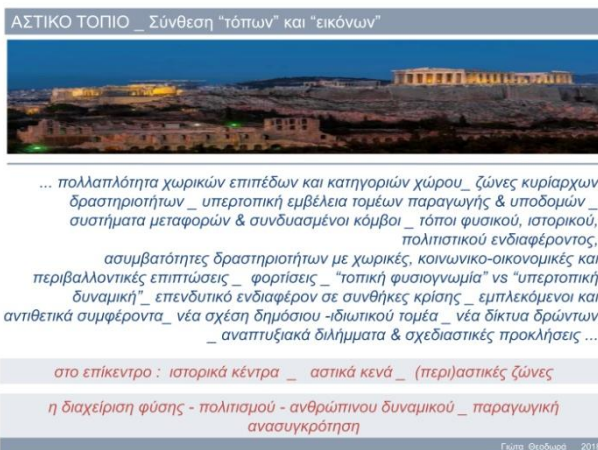 ΑΣΤΙΚΟ ΤΟΠΙΟ _ Σύνθεση “τόπων” και “εικόνων”
... πολλαπλότητα χωρικών επιπέδων και κατηγοριών χώρου_ ζώνες κυρίαρχων
δραστηριοτήτων _ υπερτοπική εμβέλεια τομέων παραγωγής & υποδομών _
συστήματα μεταφορών & συνδυασμένοι κόμβοι _ τόποι φυσικού, ιστορικού,
πολιτιστικού ενδιαφέροντος,
ασυμβατότητες δραστηριοτήτων με χωρικές, κοινωνικο-οικονομικές και
περιβαλλοντικές επιπτώσεις _ φορτίσεις _ “τοπική φυσιογνωμία” vs “υπερτοπική
δυναμική”_ επενδυτικό ενδιαφέρον σε συνθήκες κρίσης _ εμπλεκόμενοι και
αντιθετικά συμφέροντα_ νέα σχέση δημόσιου -ιδιωτικού τομέα _ νέα δίκτυα δρώντων
_ αναπτυξιακά διλήμματα & σχεδιαστικές προκλήσεις ...
στο επίκεντρο : ιστορικά κέντρα _ αστικά κενά _ (περι)αστικές ζώνες
η διαχείριση φύσης - πολιτισμού - ανθρώπινου δυναμικού _ παραγωγική
ανασυγκρότηση
Γιώτα Θεοδωρά